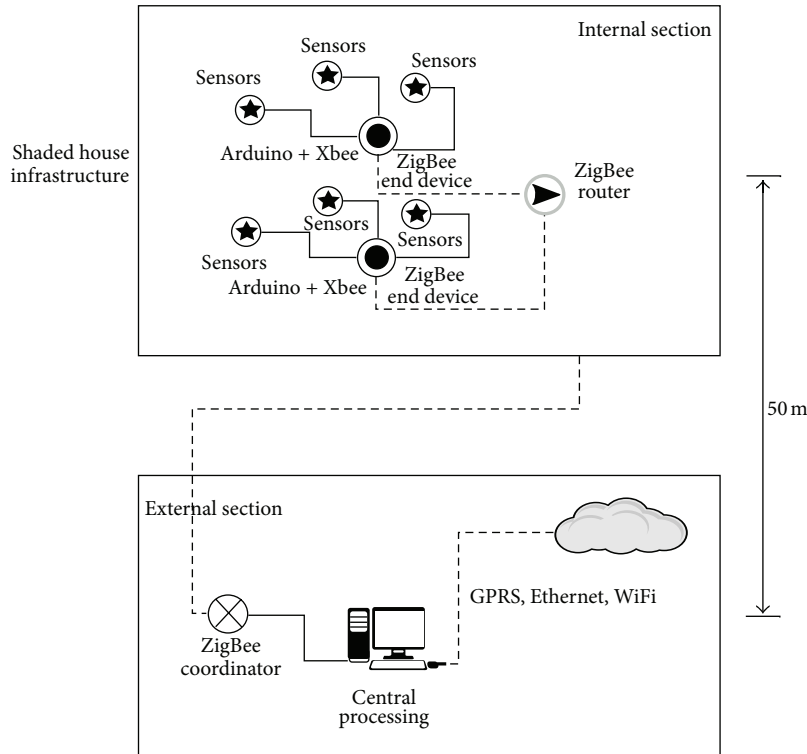 Internal section
Sensors
Sensors
Sensors
Arduino + Xbee
ZigBee
end device
Shaded house
infrastructure
ZigBee
router
Sensors
Sensors
Sensors
Arduino + Xbee
ZigBee
end device
50 m
External section
GPRS, Ethernet, WiFi
ZigBee
coordinator
Central
processing